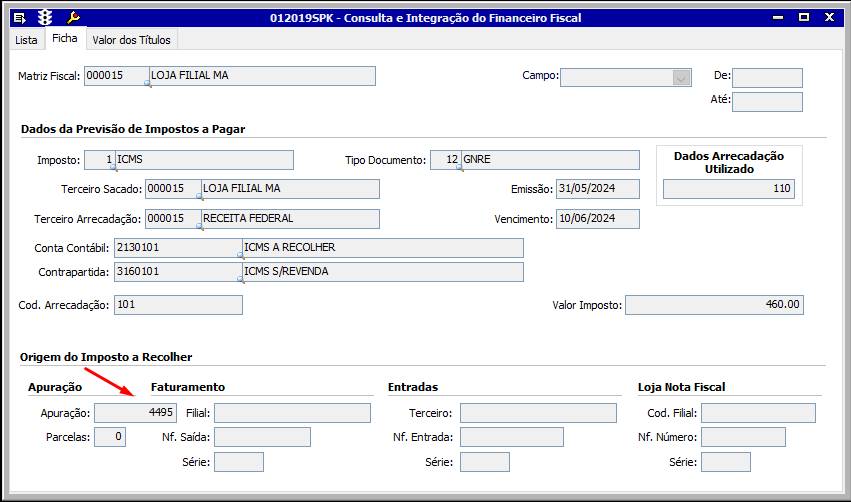 012019SPK - Consulta e Integração do Financeiro Fiscal
Lista Ficha Valor dos Títulos
Matriz Fiscal: 000015 LOJA FILIAL MA Campo: De:
Até:
Dados da Previsão de Impostos a Pagar
Imposto: 1 ICMS Tipo Documento: 12 GNRE Dados Arrecadação
Utilizado
Terceiro Sacado: 000015 LOJA FILIAL MA Emissão: 31/05/2024 110
Terceiro Arrecadação: 000015 RECEITA FEDERAL Vencimento: 10/06/2024
Conta Contábil: 2130101 ICMS A RECOLHER
Contrapartida: 3160101 ICMS S/REVENDA
Cod. Arrecadação: 101 Valor Imposto: 460.00
Origem do Imposto a Recolher
Apuração Faturamento Entradas Loja Nota Fiscal
Apuração: 4495 Filial: Terceiro: Cod. Filial:
Parcelas: 0 Nf. Saída: Nf. Entrada: Nf. Número:
Série: Série: Série: